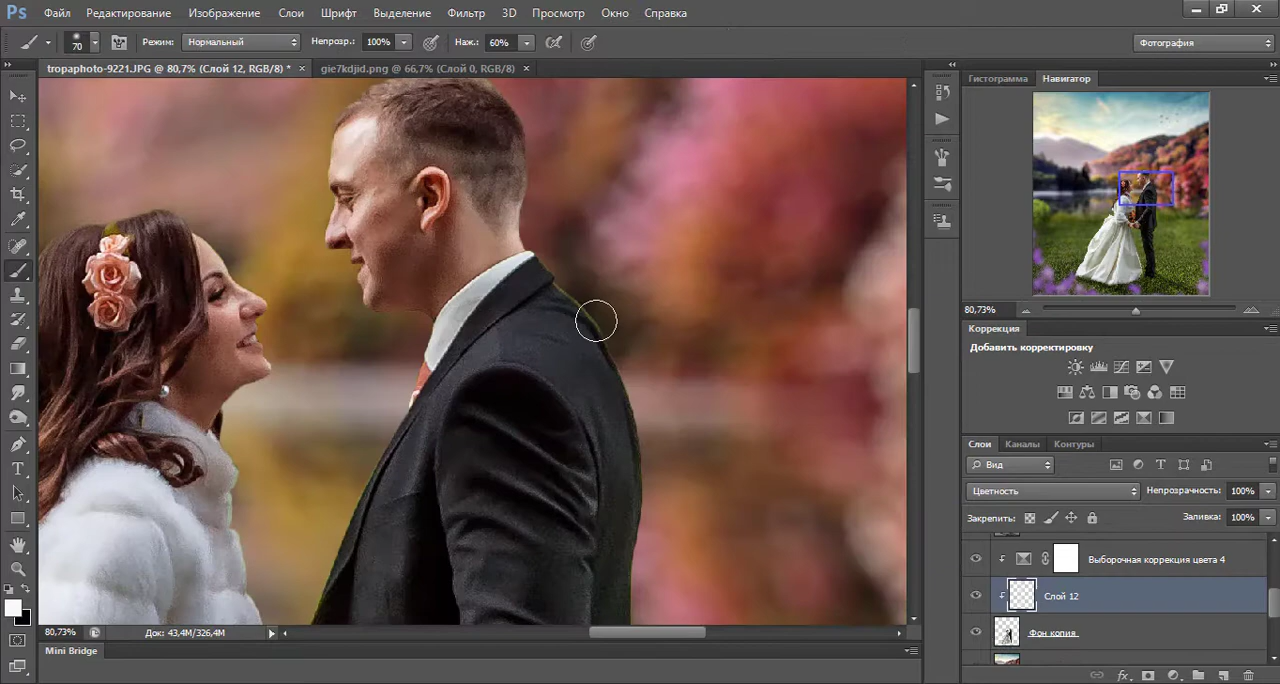 Ps Файл Редактирование Изображение Слои Шрифт Выделение Фильтр 3D Просмотр Окно Справка
70 Режим: Нормальный Непрозр.: 100% Наж.: 60% Фотография
tropaphoto-9221.JPG @ 80,7% (Слой 12, RGB/8) * × gie7kdjid.png @ 66,7% (Слой 0, RGB/8) ×
Гистограмма Навигатор
80,73%
Коррекция
Добавить корректировку
Слои Каналы Контуры
Вид
Цветность Непрозрачность: 100%
Закрепить: Заливка: 100%
Выборочная коррекция цвета 4
Слой 12
Фон копия
80,73% Док: 43,4M/326,4M
Mini Bridge